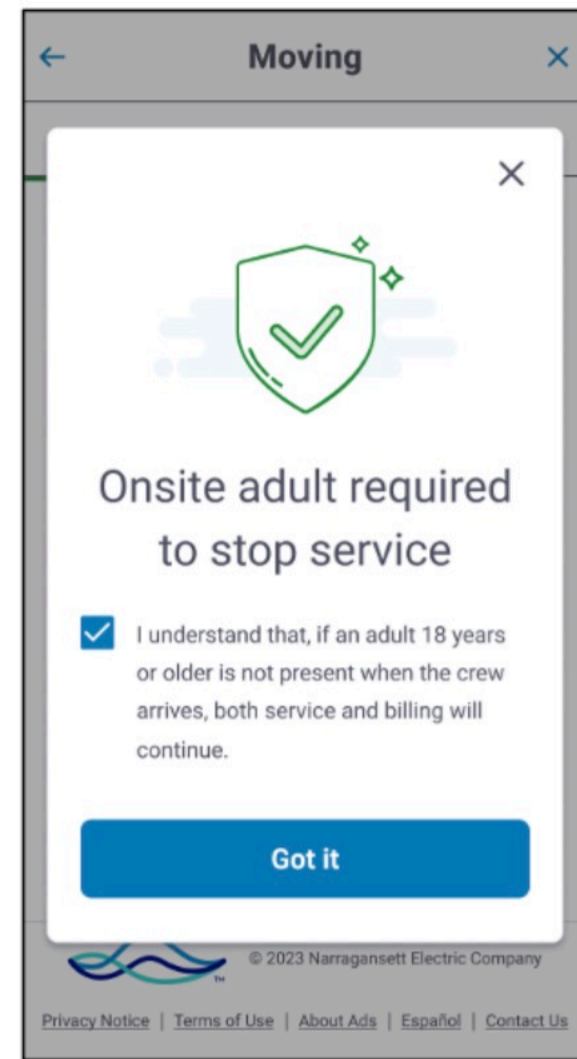 Moving
Onsite adult required
to stop service
I understand that, if an adult 18 years
or older is not present when the crew
arrives, both service and billing will
continue.
Got it
TM
© 2023 Narragansett Electric Company
Privacy Notice | Terms of Use | About Ads | Español | Contact Us